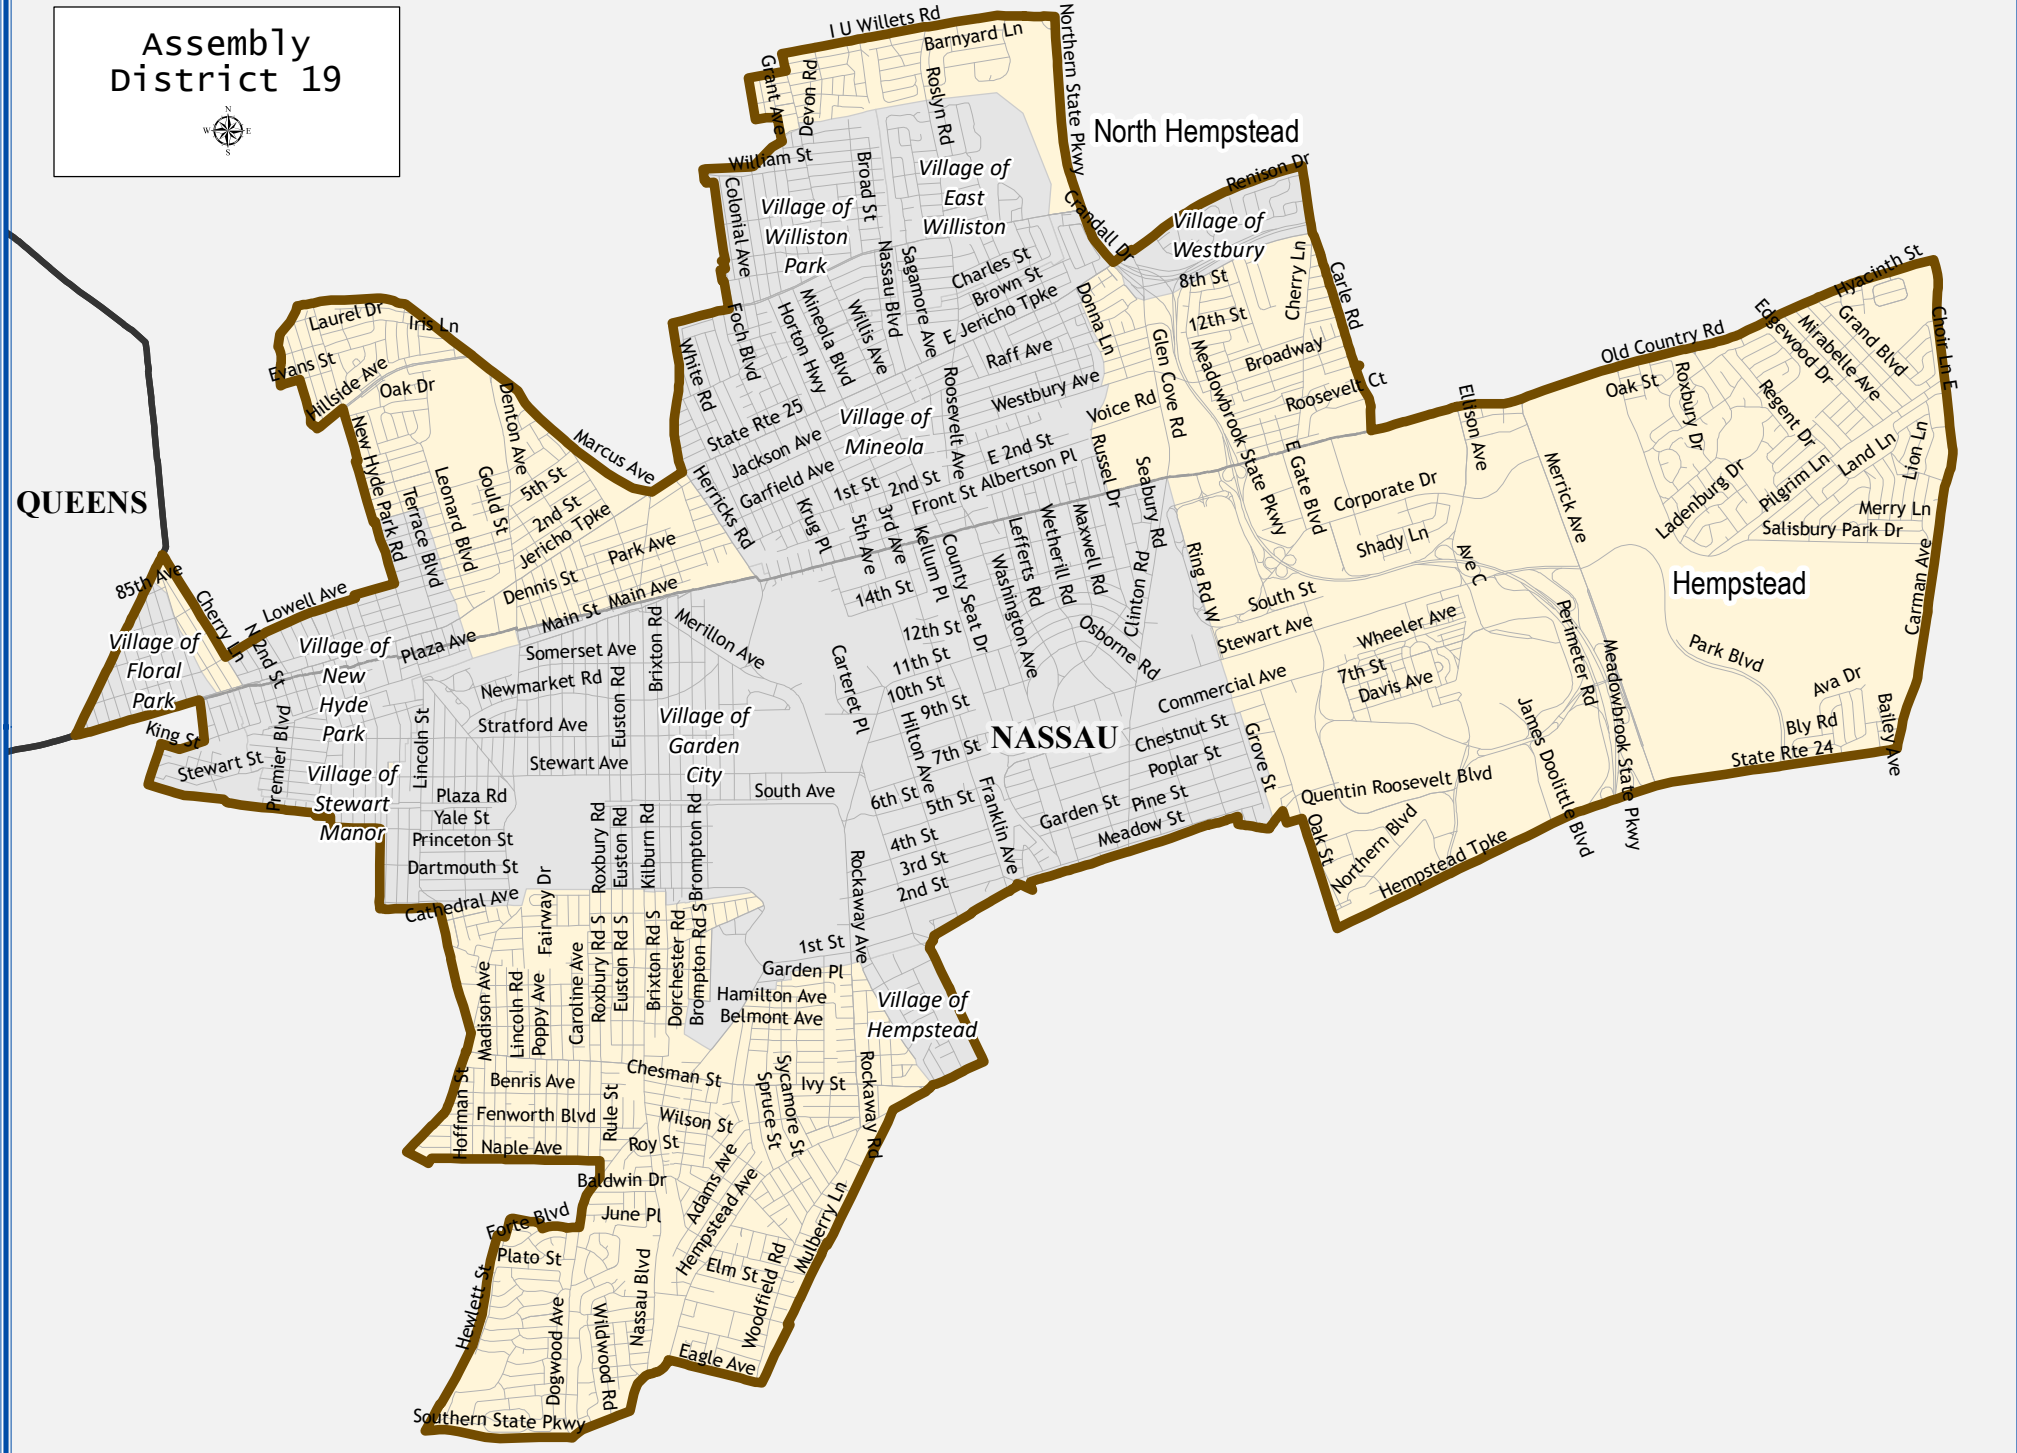 Assembly
District 19
N
W
E
S
I U Willets Rd
Barnyard Ln
Northern State Pkwy
Grant Ave
Devon Rd
Roslyn Rd
North Hempstead
William St
Broad St
Village of
East
Williston
Colonial Ave
Village of
Williston
Park
Crandall Dr
Renison Dr
Village of
Westbury
Nassau Blvd
Sagamore Ave
Charles St
Brown St
E Jericho Tpke
8th St
Cherry Ln
Carle Rd
Hyacinth St
Laurel Dr
Iris Ln
Foch Blvd
Horton Hwy
Mineola Blvd
Willis Ave
Donna Ln
12th St
Old Country Rd
Edgewood Dr
Mirabelle Ave
Grand Blvd
Choir Ln E
Evans St
Hillside Ave
Oak Dr
White Rd
Raff Ave
Glen Cove Rd
Meadowbrook State Pkwy
Broadway
Roosevelt Ct
Oak St
Roxbury Dr
Regent Dr
Denton Ave
Marcus Ave
State Rte 25
Jackson Ave
Garfield Ave
Village of
Mineola
Roosevelt Ave
Westbury Ave
Voice Rd
E 2nd St
Ellison Ave
Land Ln
Lion Ln
New Hyde Park Rd
Terrace Blvd
Leonard Blvd
Gould St
5th St
2nd St
Jericho Tpke
Herricks Rd
Krug Pl
1st St
2nd St
Front St
Albertson Pl
Russel Dr
Seabury Rd
E Gate Blvd
Corporate Dr
Merrick Ave
Ladenburg Dr
Pilgrim Ln
Merry Ln
Salisbury Park Dr
QUEENS
Park Ave
5th Ave
3rd Ave
Kellum Pl
County Seat Dr
Washington Ave
Lefferts Rd
Wetherill Rd
Maxwell Rd
Clinton Rd
Ring Rd W
Shady Ln
Ave C
Hempstead
Carman Ave
85th Ave
Cherry Ln
Lowell Ave
N 2nd St
Dennis St
Main St
Main Ave
14th St
South St
Village of
Floral
Park
Village of
New
Hyde
Park
Plaza Ave
Somerset Ave
Brixton Rd
Merillon Ave
12th St
11th St
10th St
9th St
Osborne Rd
Stewart Ave
Wheeler Ave
7th St
Davis Ave
Perimeter Rd
Meadowbrook State Pkwy
Park Blvd
Ava Dr
Bly Rd
Bailey Ave
State Rte 24
Newmarket Rd
Euston Rd
Stratford Ave
Carteret Pl
Hilton Ave
Commercial Ave
James Doolittle Blvd
King St
Stewart St
Premier Blvd
Lincoln St
Village of
Garden
City
NASSAU
7th St
Chestnut St
Poplar St
Grove St
Village of
Stewart
Manor
Stewart Ave
South Ave
6th St
5th St
Franklin Ave
Garden St
Pine St
Meadow St
Quentin Roosevelt Blvd
Plaza Rd
Yale St
Princeton St
Dartmouth St
Roxbury Rd
Euston Rd
Kilburn Rd
Brompton Rd
4th St
3rd St
2nd St
Oak St
Northern Blvd
Hempstead Tpke
Cathedral Ave
Fairway Dr
Rockaway Ave
1st St
Garden Pl
Madison Ave
Lincoln Rd
Poppy Ave
Caroline Ave
Roxbury Rd S
Euston Rd S
Brixton Rd S
Dorchester Rd
Brompton Rd S
Hamilton Ave
Belmont Ave
Village of
Hempstead
Hoffman St
Benris Ave
Chesman St
Spruce St
Sycamore St
Ivy St
Rockaway Rd
Fenworth Blvd
Rule St
Wilson St
Naple Ave
Roy St
Baldwin Dr
Adams Ave
Hempstead Ave
Mulberry Ln
Forte Blvd
June Pl
Plato St
Hewlett St
Dogwood Ave
Wildwood Rd
Nassau Blvd
Elm St
Woodfield Rd
Eagle Ave
Southern State Pkwy